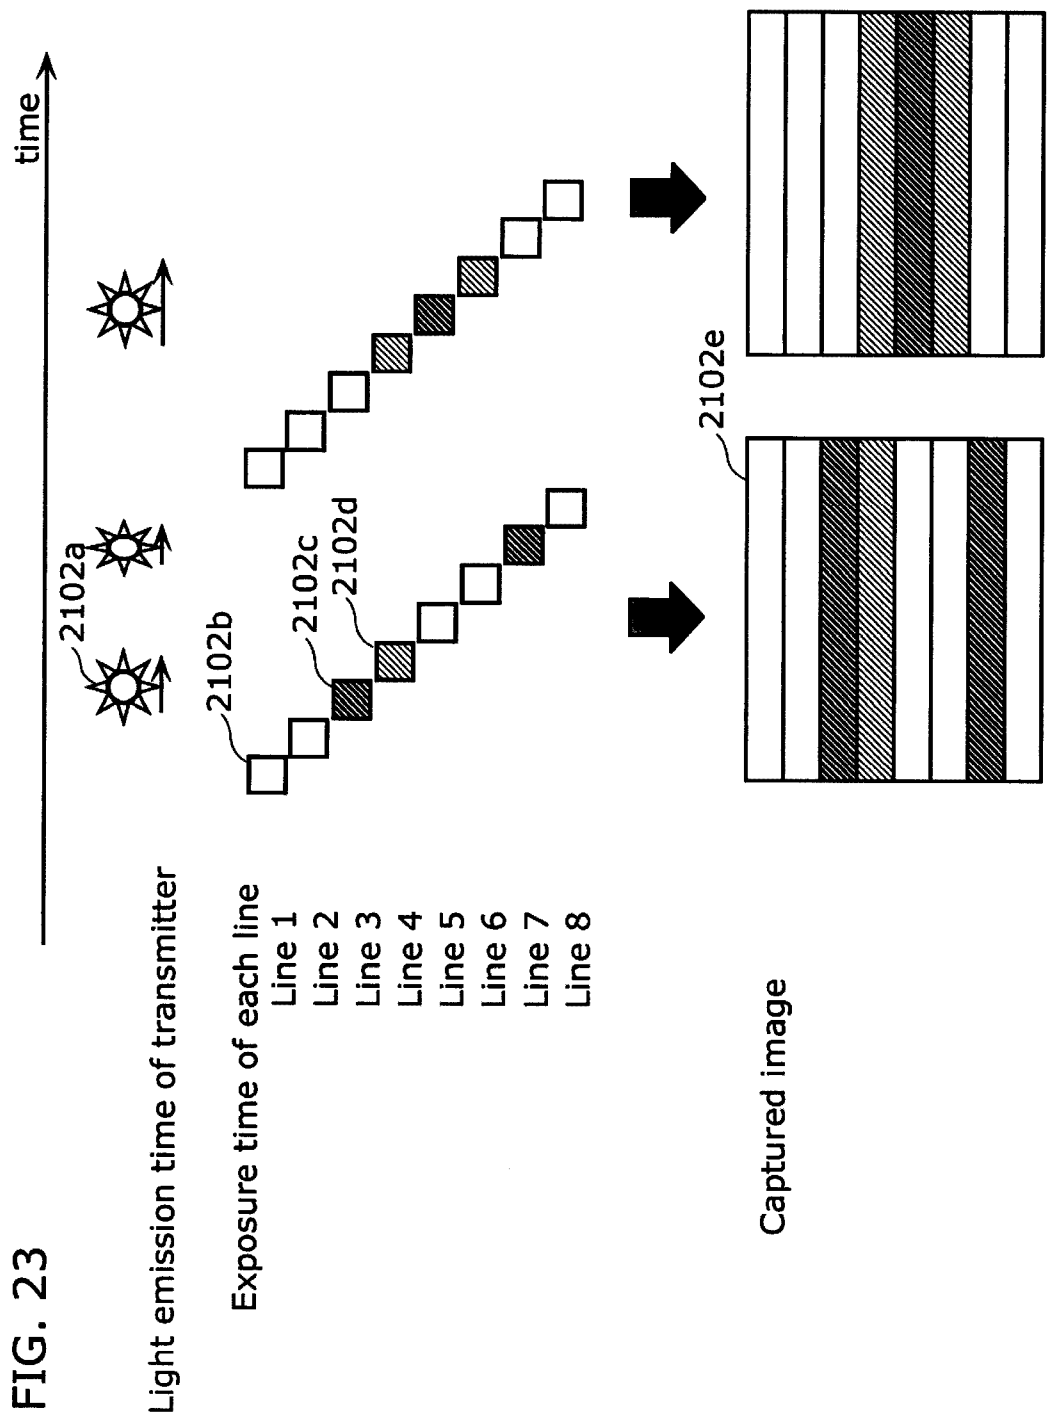 FIG. 23
time
Light emission time of transmitter
2102a
Exposure time of each line
Line 1
Line 2
Line 3
Line 4
Line 5
Line 6
Line 7
Line 8
2102b
2102c
2102d
Captured image
2102e